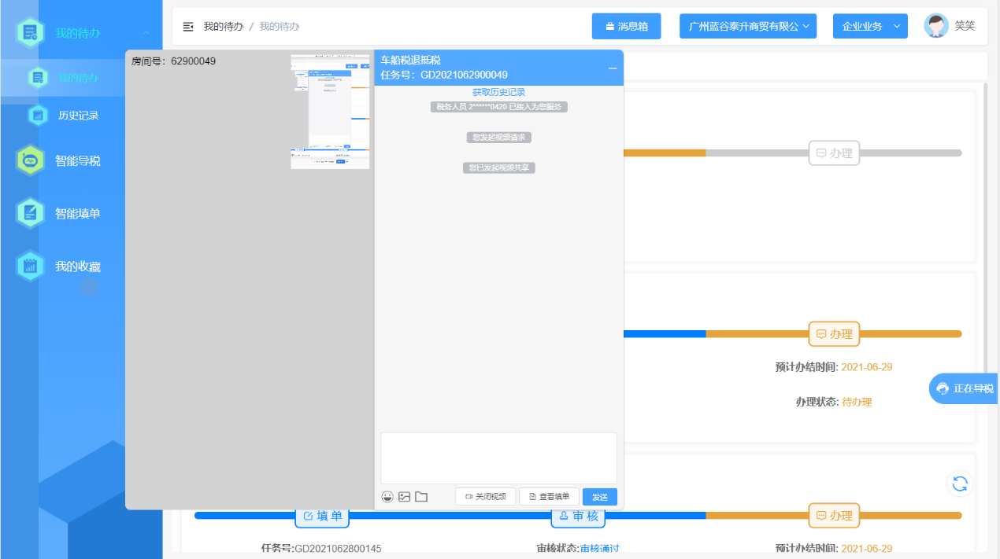 我的待办
我的待办 / 我的待办
消息箱
广州蓝谷泰升商贸有限公
企业业务
笑笑
我的待办
历史记录
智能导税
智能填单
我的收藏
房间号：62900049
车船税退抵税
任务号：GD2021062900049
获取历史记录
税务人员 2******0420 已接入为您服务
您发起视频请求
您已发起视频共享
关闭视频
查看填单
发送
办理
办理
预计办结时间: 2021-06-29
办理状态: 待办理
正在导税
填单
审核
办理
任务号:GD2021062800145
审核状态:审核通过
预计办结时间: 2021-06-29